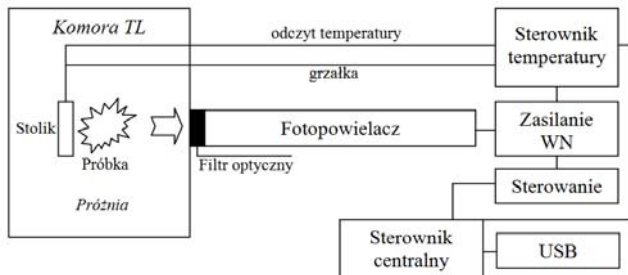 Komora TL
odczyt temperatury
Sterownik
temperatury
grzałka
Stolik
Próbka
Fotopowielacz
Zasilanie
WN
Filtr optyczny
Próżnia
Sterowanie
Sterownik
centralny
USB